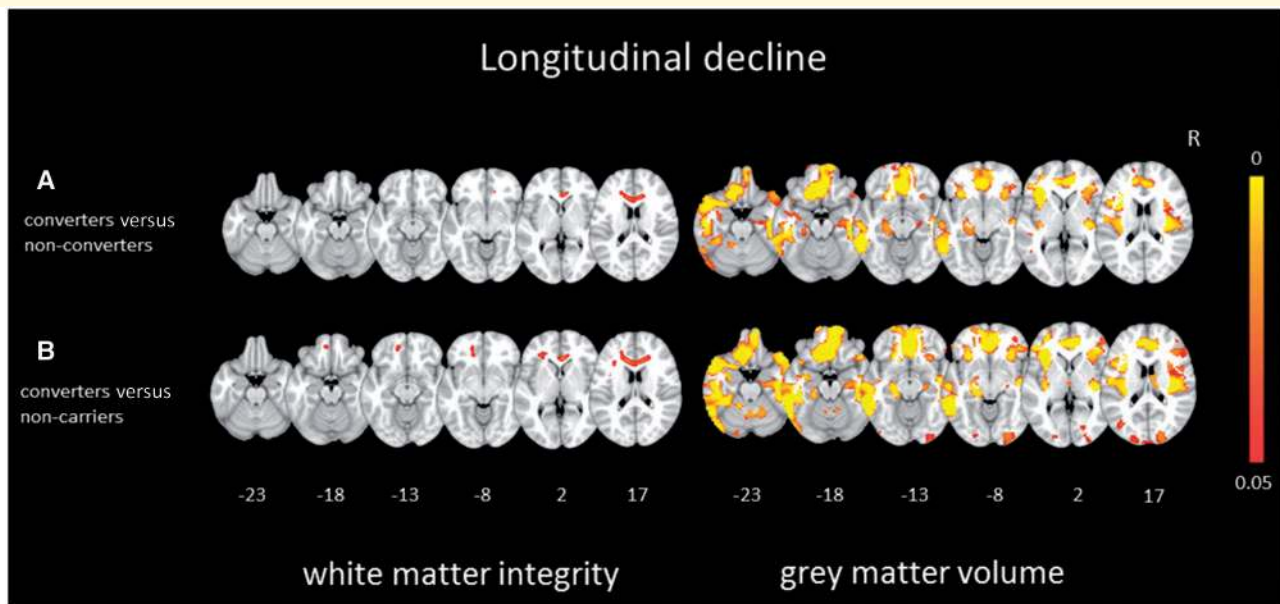 Longitudinal decline
R
0
A
converters versus
non-converters
B
converters versus
non-carriers
0.05
-23 -18 -13 -8 2 17 -23 -18 -13 -8 2 17
white matter integrity grey matter volume